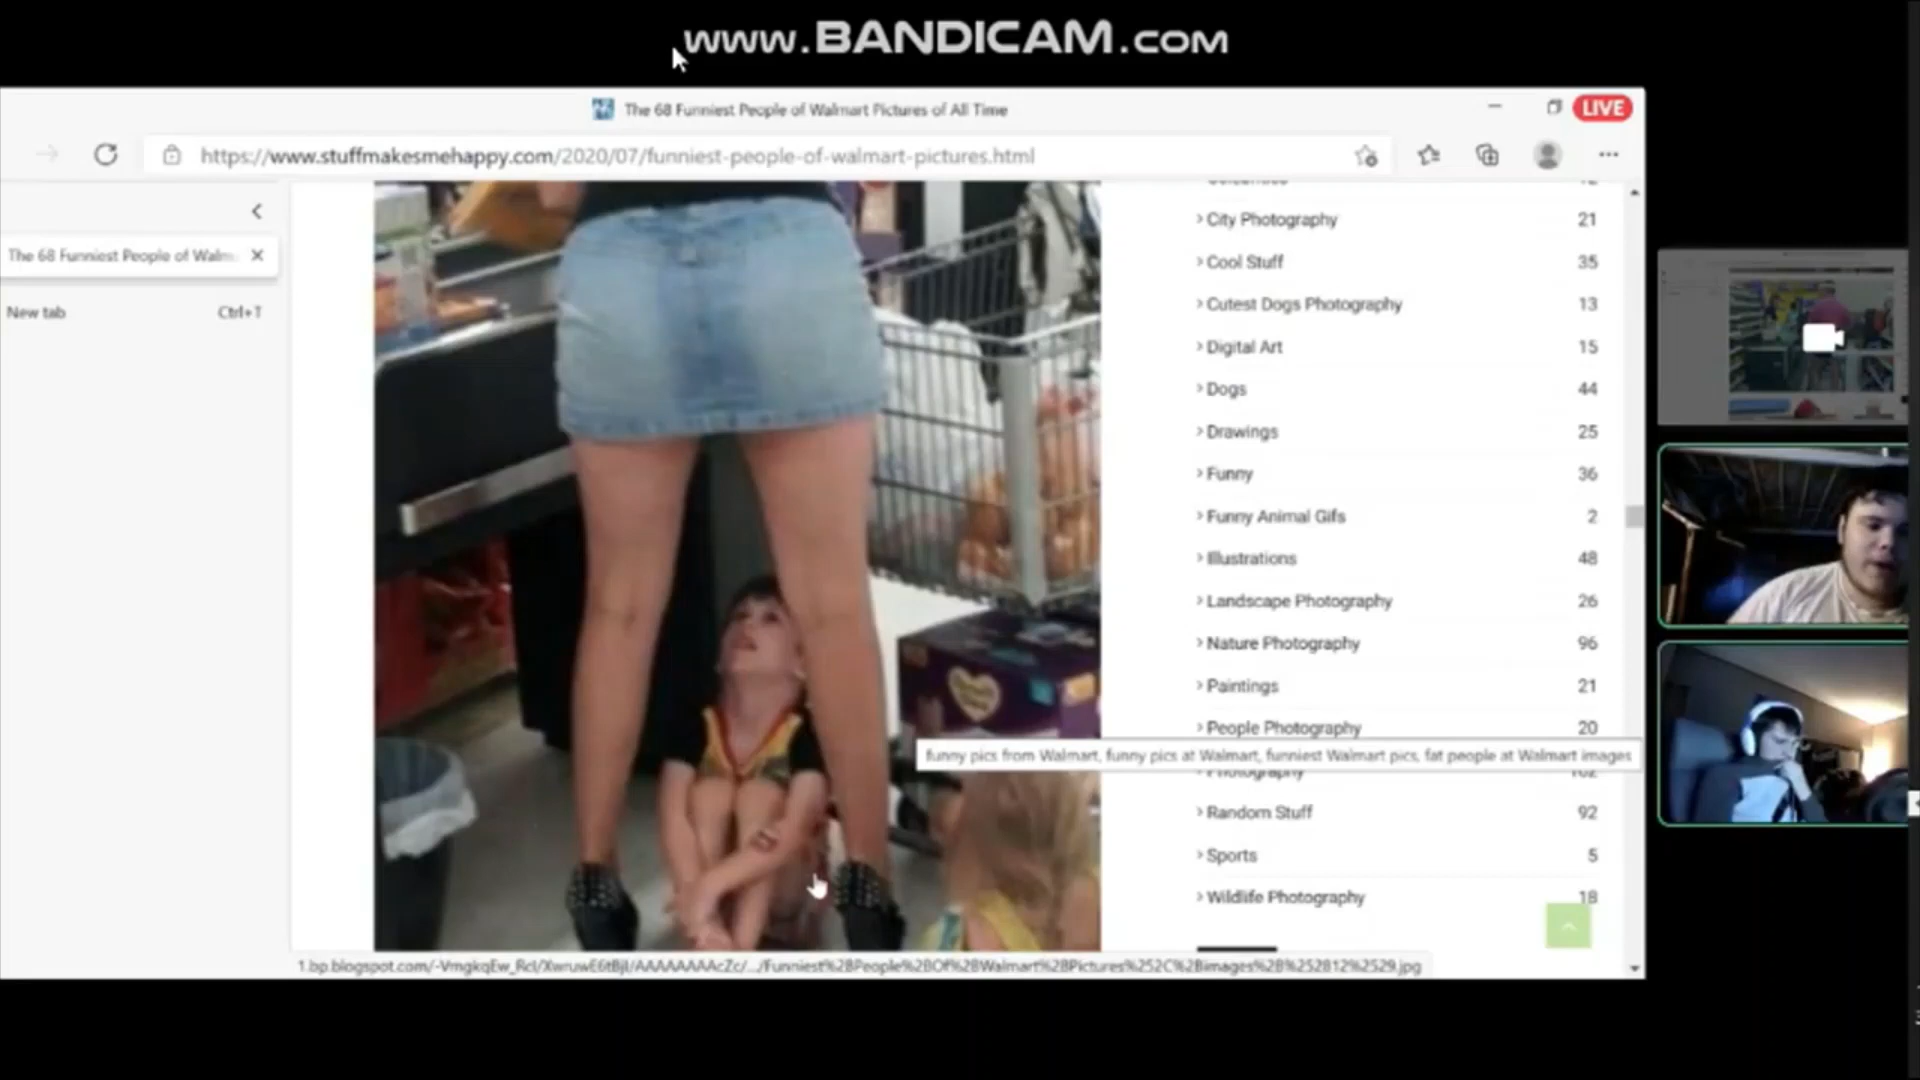 www.BANDICAM.com
The 68 Funniest People of Walmart Pictures of All Time
LIVE
https://www.stuffmakesmehappy.com/2020/07/funniest-people-of-walmart-pictures.html
The 68 Funniest People of Walm
New tab Ctrl+T
City Photography 21
Cool Stuff 35
Cutest Dogs Photography 13
Digital Art 15
Dogs 44
Drawings 25
Funny 36
Funny Animal Gifs 2
Illustrations 48
Landscape Photography 26
Nature Photography 96
Paintings 21
People Photography 20
funny pics from Walmart, funny pics at Walmart, funniest Walmart pics, fat people at Walmart images
Photography
Random Stuff 92
Sports 5
Wildlife Photography 18